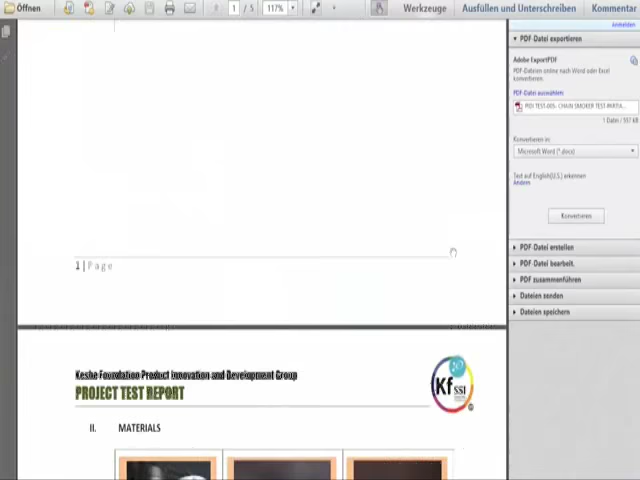 Öffnen
1 / 5
117%
Werkzeuge
Ausfüllen und Unterschreiben
Kommentar
Anmelden
PDF-Datei exportieren
Adobe ExportPDF
PDF-Dateien online nach Word oder Excel
konvertieren.
PDF-Datei auswählen:
1 Datei / 557 KB
Konvertieren in:
Microsoft Word (*.docx)
Text auf English(U.S.) erkennen
Ändern
Konvertieren
PDF-Datei erstellen
PDF-Datei bearbeit.
PDF zusammenführen
Dateien senden
Dateien speichern
1 | Page
Keshe Foundation Product Innovation and Development Group
PROJECT TEST REPORT
Kf SSI
II. MATERIALS